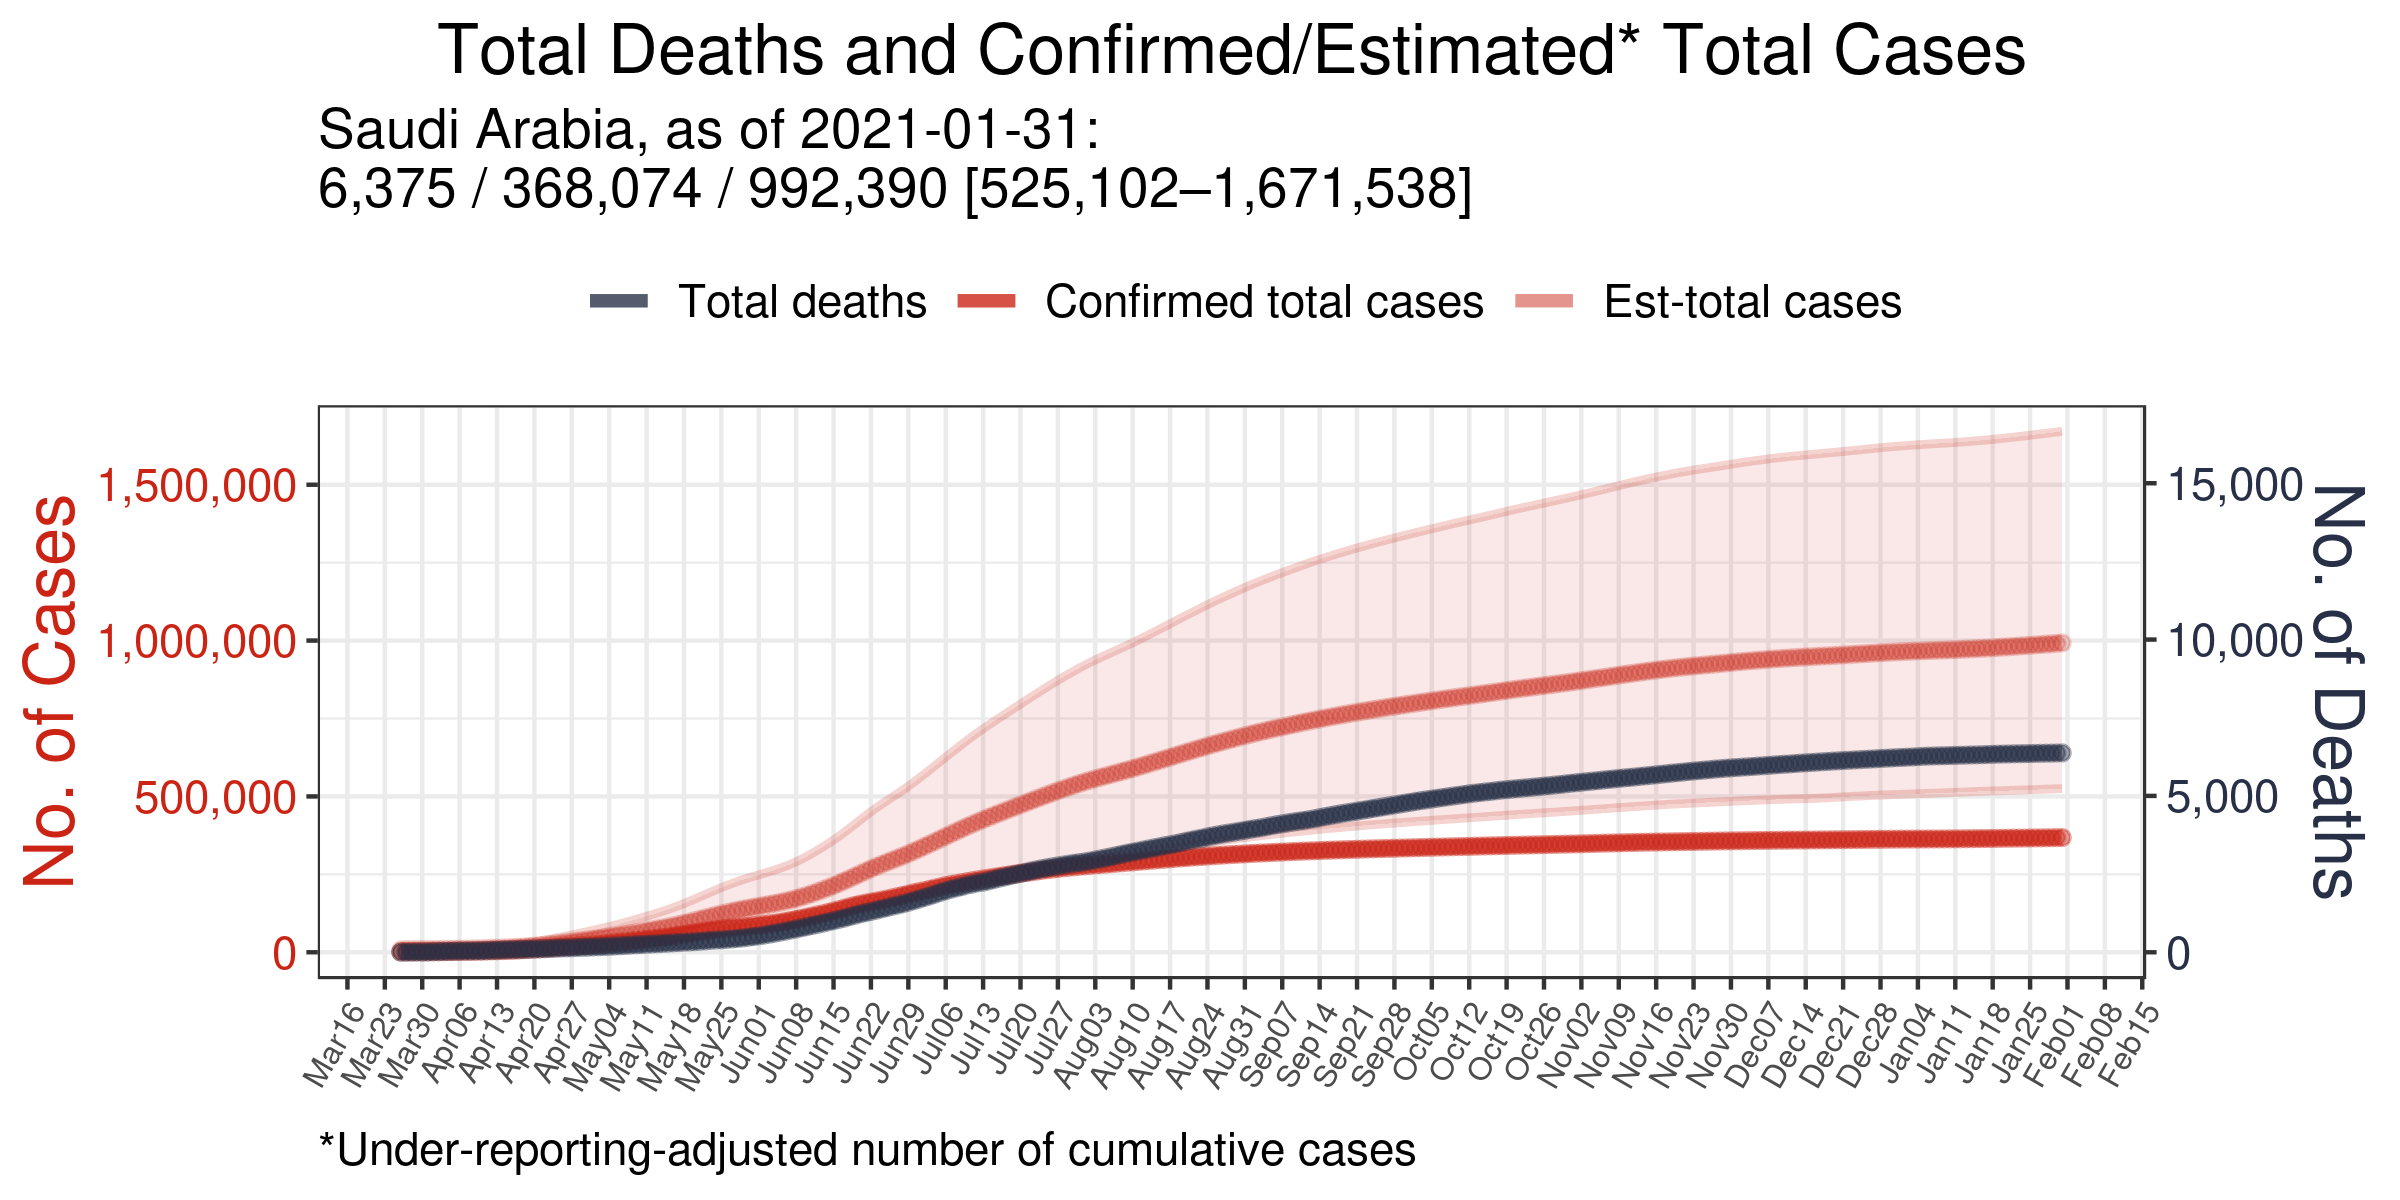 Total Deaths and Confirmed/Estimated* Total Cases
Saudi Arabia, as of 2021-01-31:
6,375 / 368,074 / 992,390 [525,102–1,671,538]
Total deaths
Confirmed total cases
Est-total cases
No. of Cases
1,500,000
1,000,000
500,000
0
15,000
10,000
5,000
0
No. of Deaths
Mar16
Mar23
Mar30
Apr06
Apr13
Apr20
Apr27
May04
May11
May18
May25
Jun01
Jun08
Jun15
Jun22
Jun29
Jul06
Jul13
Jul20
Jul27
Aug03
Aug10
Aug17
Aug24
Aug31
Sep07
Sep14
Sep21
Sep28
Oct05
Oct12
Oct19
Oct26
Nov02
Nov09
Nov16
Nov23
Nov30
Dec07
Dec14
Dec21
Dec28
Jan04
Jan11
Jan18
Jan25
Feb01
Feb08
Feb15
*Under-reporting-adjusted number of cumulative cases